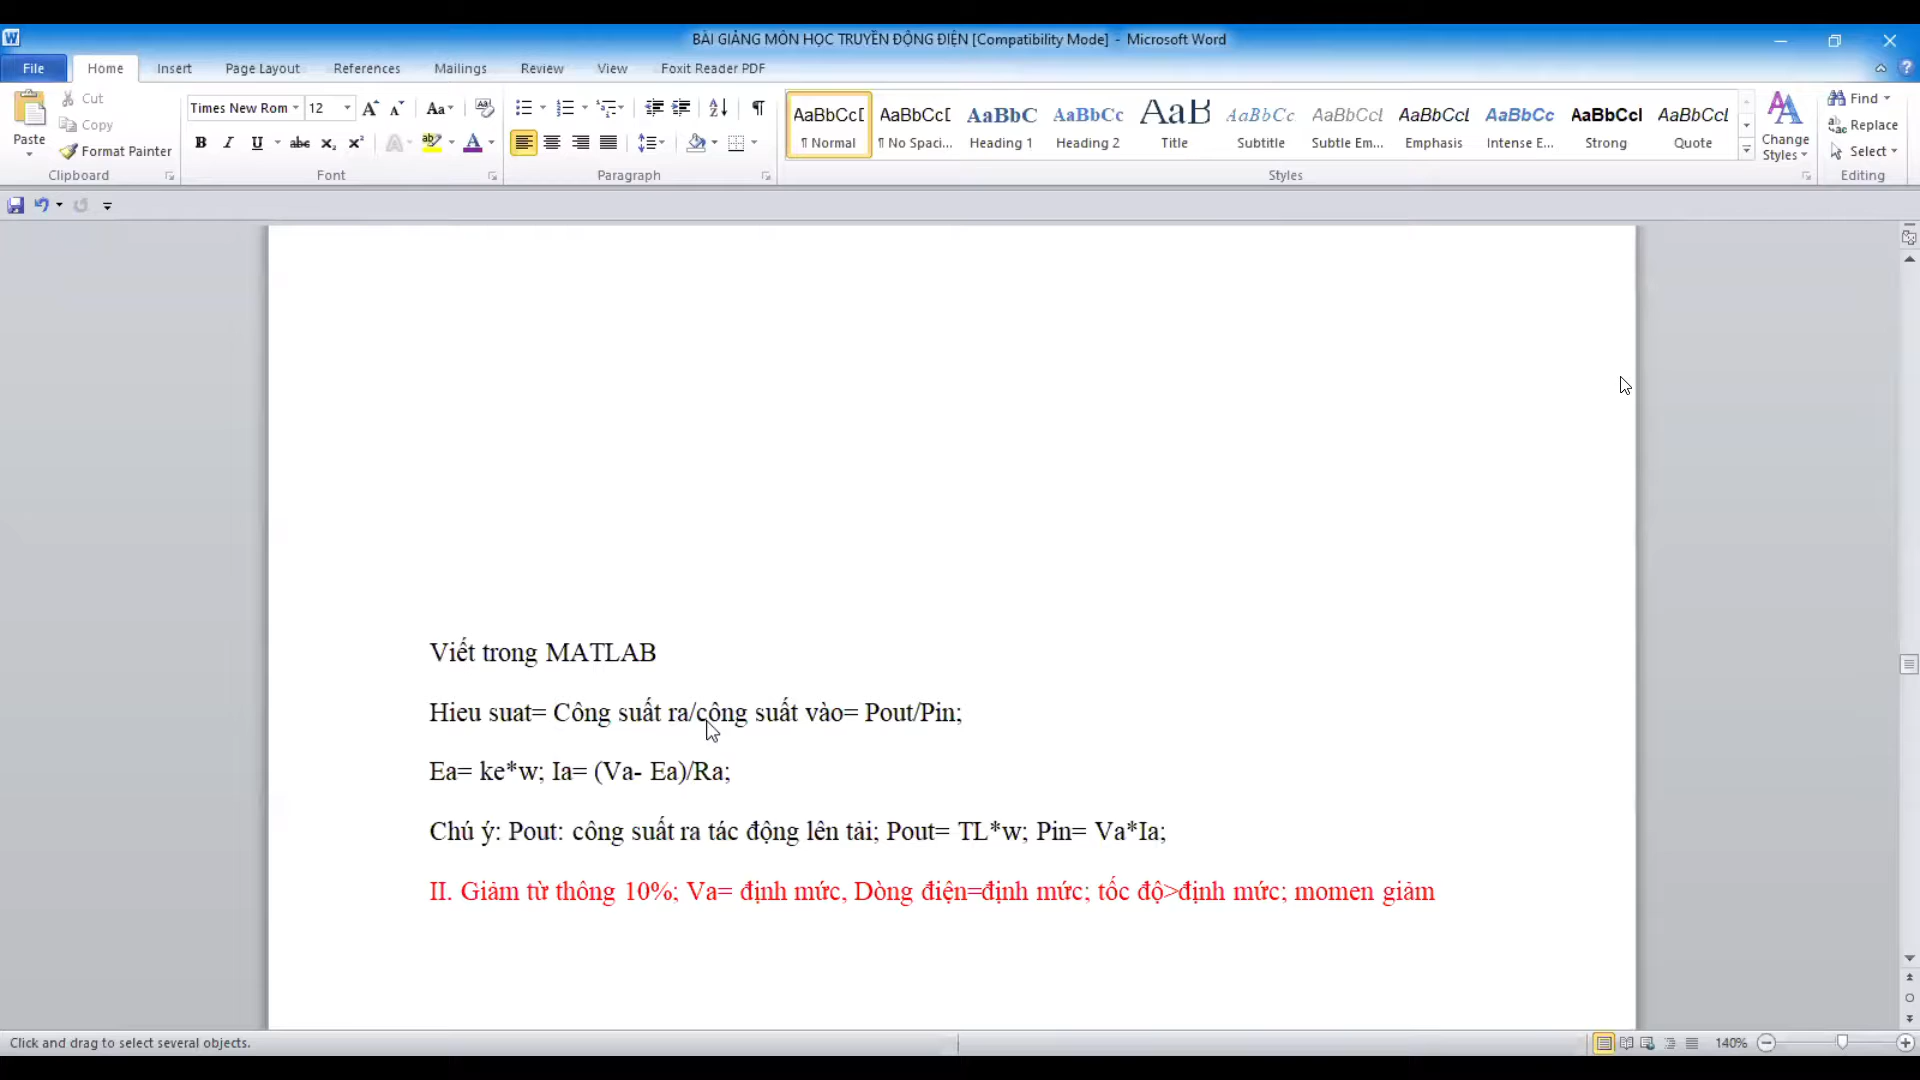 BÀI GIẢNG MÔN HỌC TRUYỀN ĐỘNG ĐIỆN [Compatibility Mode] - Microsoft Word
File Home Insert Page Layout References Mailings Review View Foxit Reader PDF
Paste Cut Copy Format Painter Clipboard
Times New Rom 12 Font
Paragraph
AaBbCcD AaBbCcD AaBbC AaBbCc AaB AaBbCc AaBbCcl AaBbCcl AaBbCc AaBbCcl AaBbCcl
¶ Normal ¶ No Spaci... Heading 1 Heading 2 Title Subtitle Subtle Em... Emphasis Intense E... Strong Quote
Styles
Change Styles
Find Replace Select Editing
Viết trong MATLAB
Hieu suat= Công suất ra/công suất vào= Pout/Pin;
Ea= ke*w; Ia= (Va- Ea)/Ra;
Chú ý: Pout: công suất ra tác động lên tải; Pout= TL*w; Pin= Va*Ia;
II. Giảm từ thông 10%; Va= định mức, Dòng điện=định mức; tốc độ>định mức; momen giảm
Click and drag to select several objects.
140%